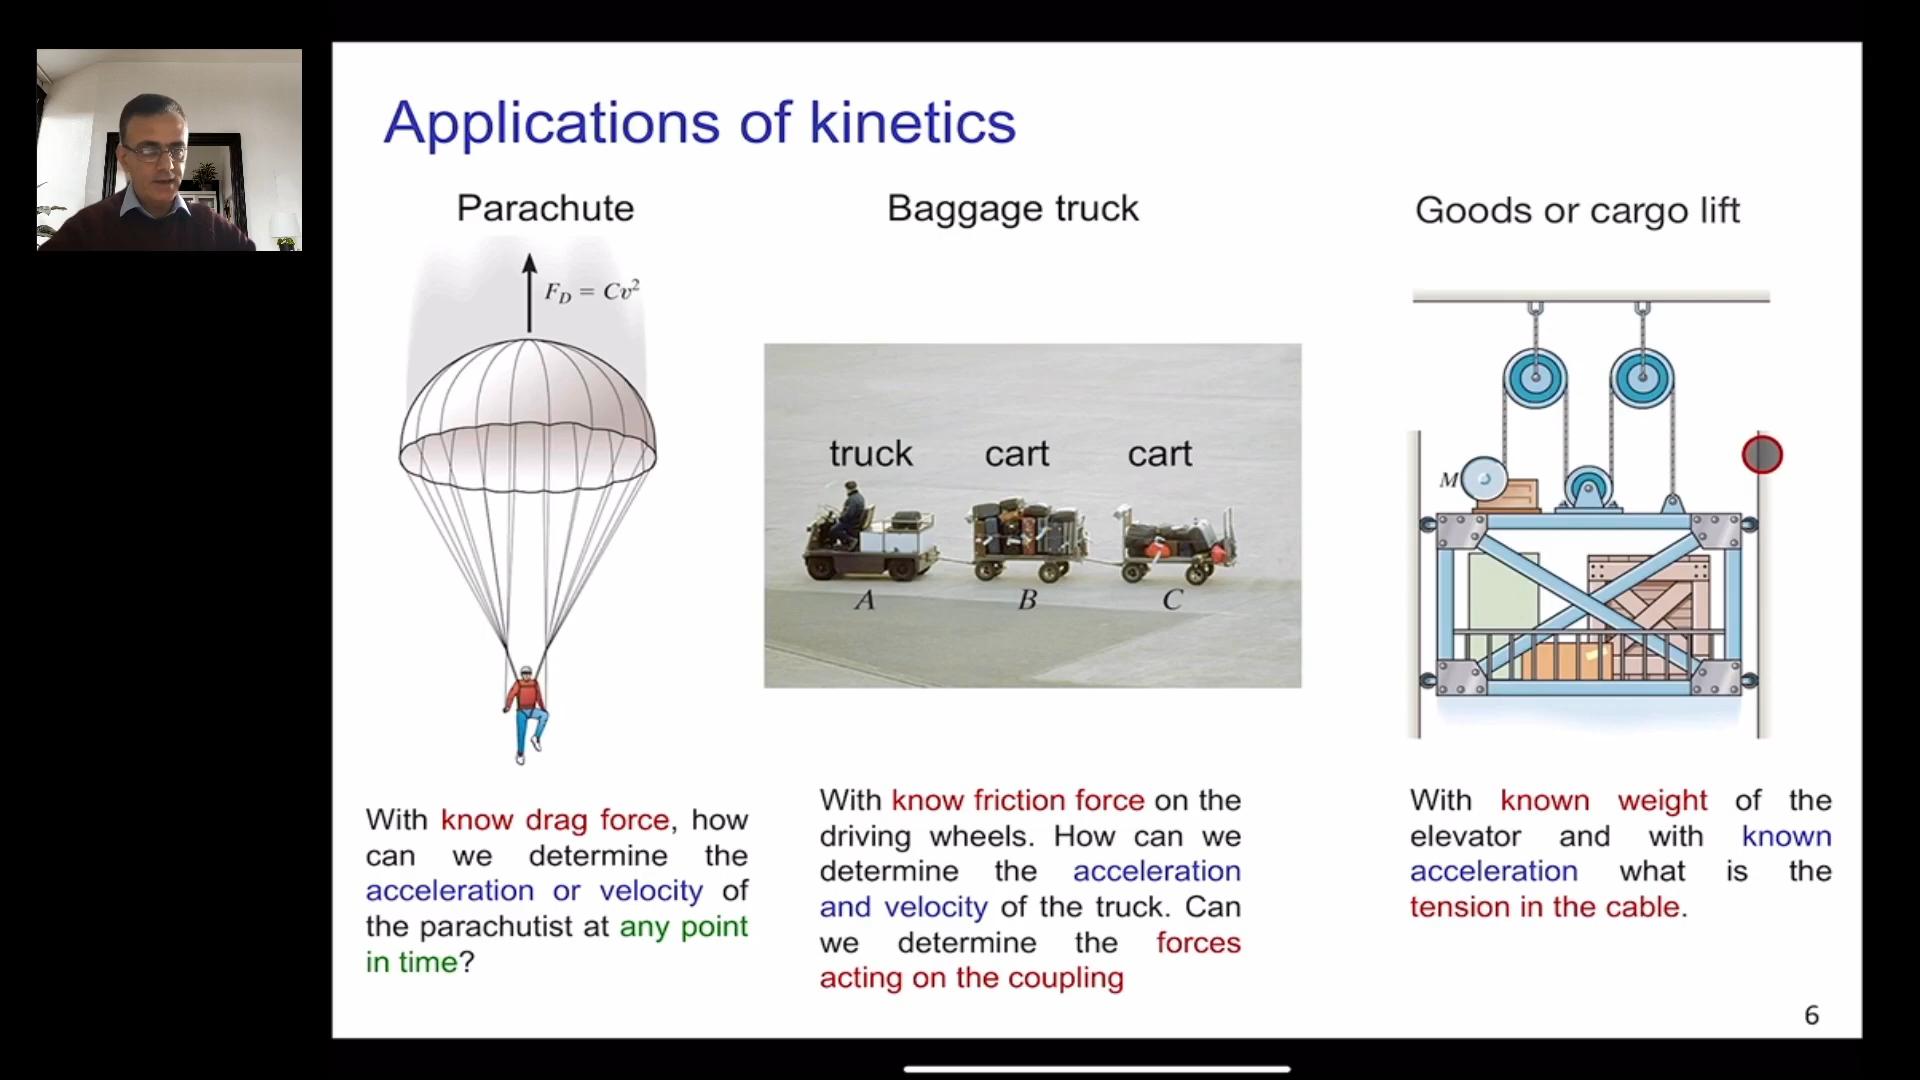 Applications of kinetics
Parachute
F_D = Cv²
With know drag force, how
can we determine the
acceleration or velocity of
the parachutist at any point
in time?
Baggage truck
truck cart cart
A B C
With know friction force on the
driving wheels. How can we
determine the acceleration
and velocity of the truck. Can
we determine the forces
acting on the coupling
Goods or cargo lift
M
With known weight of the
elevator and with known
acceleration what is the
tension in the cable.
6